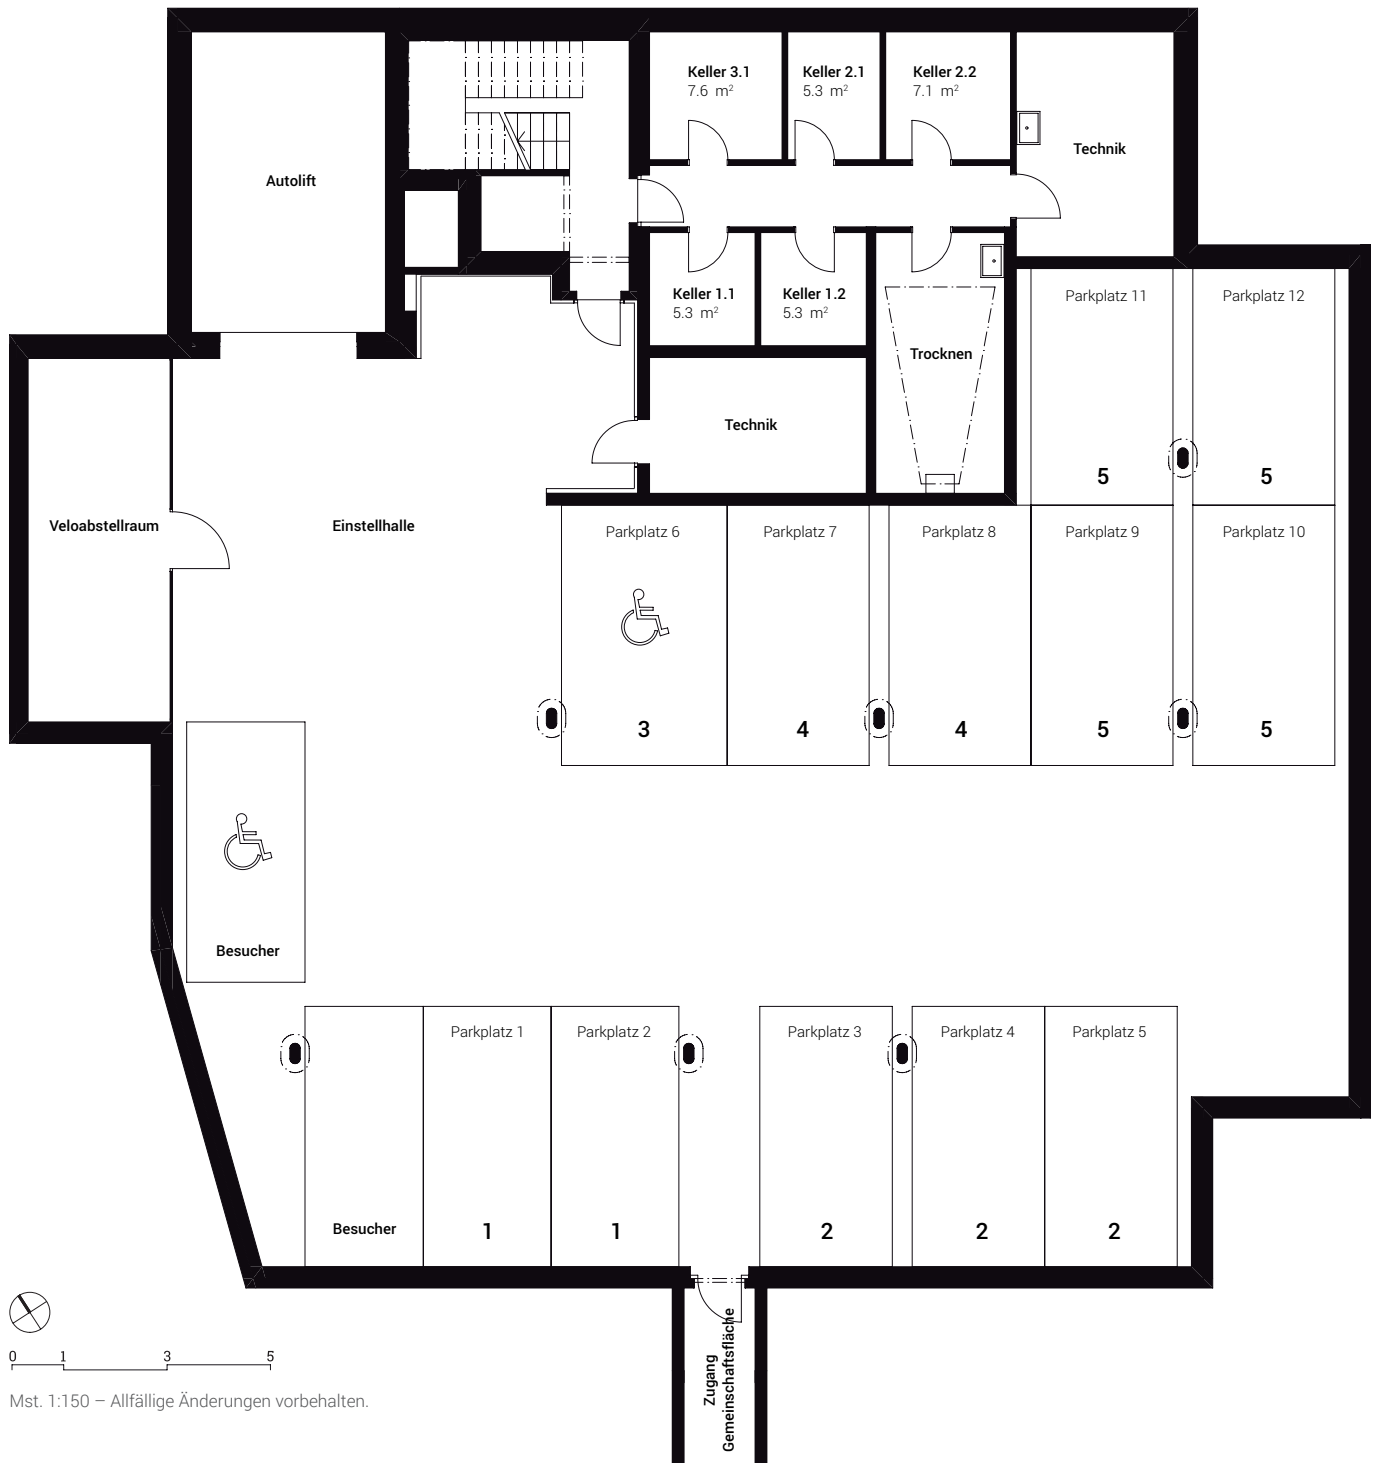 Keller 3.1
7.6 m²
Keller 2.1
5.3 m²
Keller 2.2
7.1 m²
Technik
Autolift
Keller 1.1
5.3 m²
Keller 1.2
5.3 m²
Trocknen
Technik
Parkplatz 11
5
Parkplatz 12
5
Veloabstellraum
Einstellhalle
Parkplatz 6
3
Parkplatz 7
4
Parkplatz 8
4
Parkplatz 9
5
Parkplatz 10
5
Besucher
Besucher
Parkplatz 1
1
Parkplatz 2
1
Parkplatz 3
2
Parkplatz 4
2
Parkplatz 5
2
Zugang
Gemeinschaftsfläche
0 1 3 5
Mst. 1:150 – Allfällige Änderungen vorbehalten.